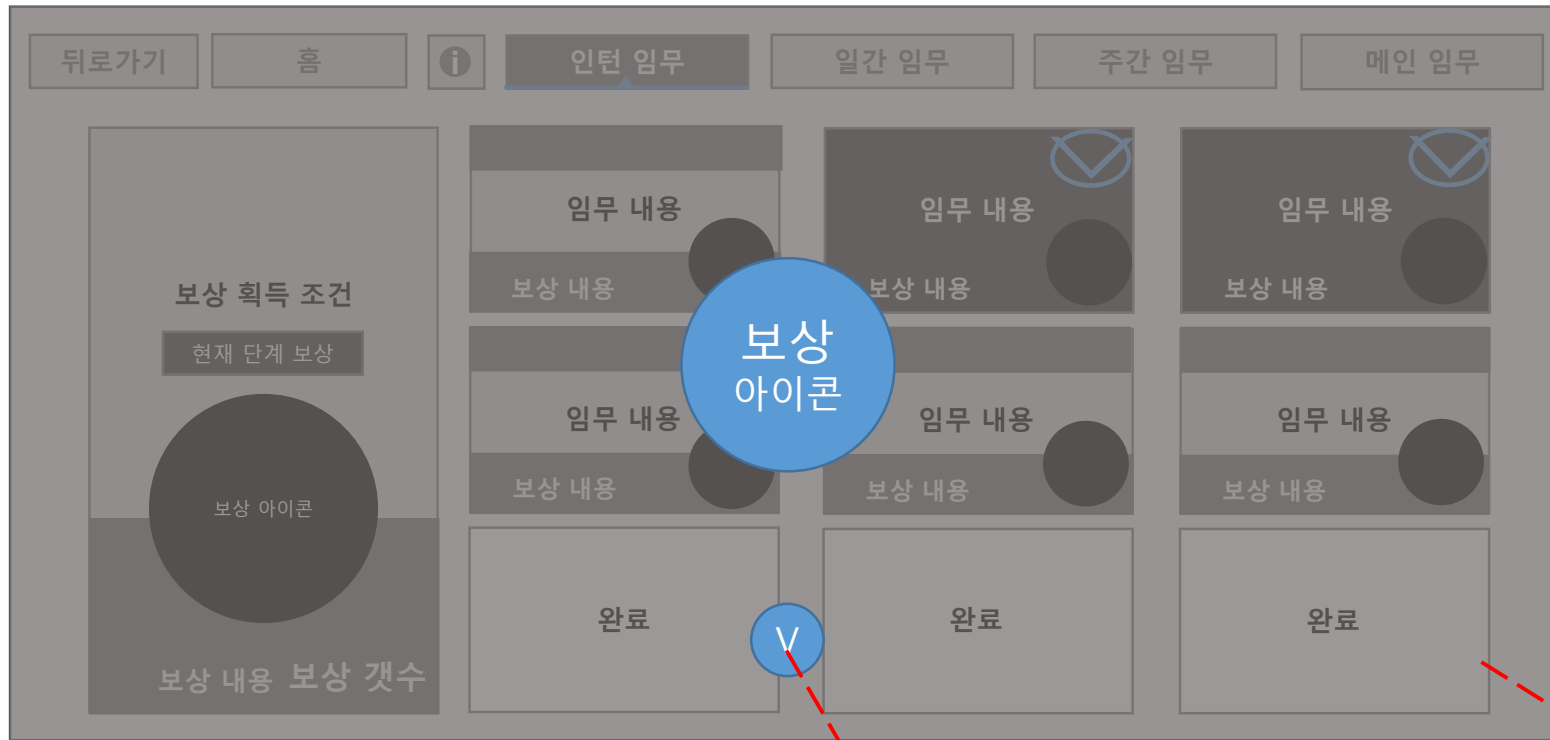 뒤로가기
홈
i
인턴 임무
일간 임무
주간 임무
메인 임무
보상 획득 조건
현재 단계 보상
보상 아이콘
보상 내용 보상 갯수
임무 내용
보상 내용
임무 내용
보상 내용
임무 내용
보상 내용
임무 내용
보상 내용
임무 내용
보상 내용
임무 내용
보상 내용
보상
아이콘
완료
V
완료
완료